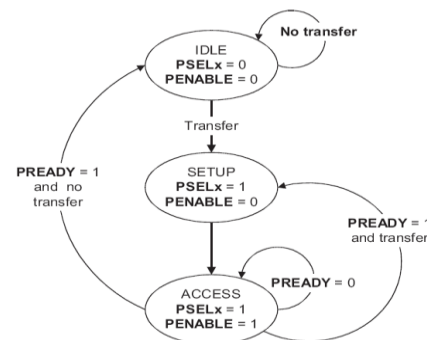 No transfer
IDLE
PSELx = 0
PENABLE = 0
Transfer
SETUP
PSELx = 1
PENABLE = 0
PREADY = 1
and no
transfer
PREADY = 1
and transfer
PREADY = 0
ACCESS
PSELx = 1
PENABLE = 1